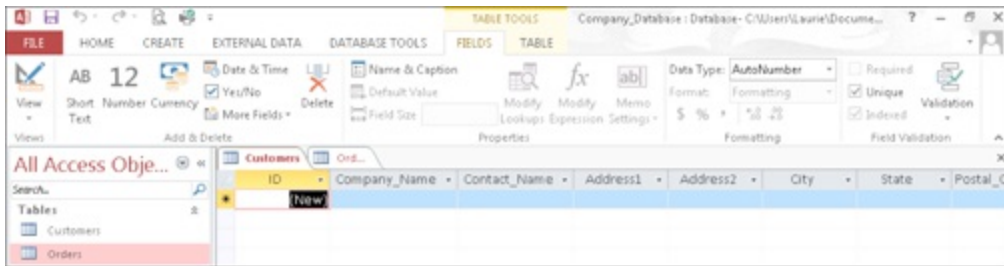 TABLE TOOLS Company_Database : Database- C:\Users\Laurie\Docume... ?
FILE HOME CREATE EXTERNAL DATA DATABASE TOOLS FIELDS TABLE
AB 12 Date & Time Name & Caption fx ab| Data Type: AutoNumber Required
View Short Text Number Currency Yes/No Delete Default Value Modify Lookups Modify Expression Memo Settings Format: Formatting Unique Validation
More Fields Field Size $ % , Indexed
Views Add & Delete Properties Formatting Field Validation
All Access Obje... « Customers Ord...
ID Company_Name Contact_Name Address1 Address2 City State Postal_C
Search... (New)
Tables
Customers
Orders